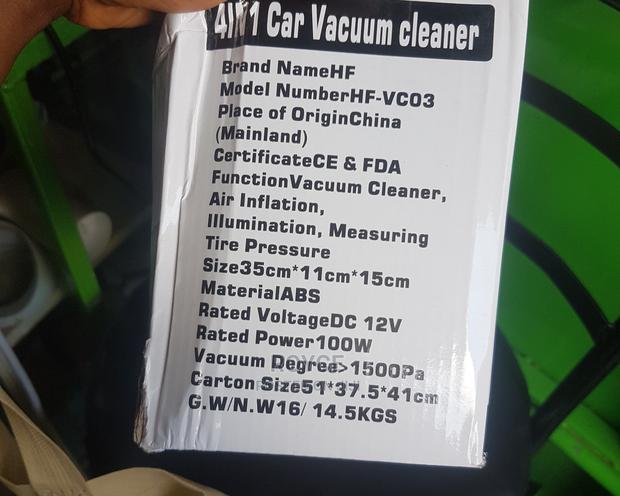 4IN1 Car Vacuum cleaner
Brand NameHF
Model NumberHF-VC03
Place of OriginChina
(Mainland)
CertificateCE & FDA
FunctionVacuum Cleaner,
Air Inflation,
Illumination, Measuring
Tire Pressure
Size35cm*11cm*15cm
MaterialABS
Rated VoltageDC 12V
Rated Power100W
Vacuum Degree>1500Pa
Carton Size51*37.5*41cm
G.W/N.W16/ 14.5KGS